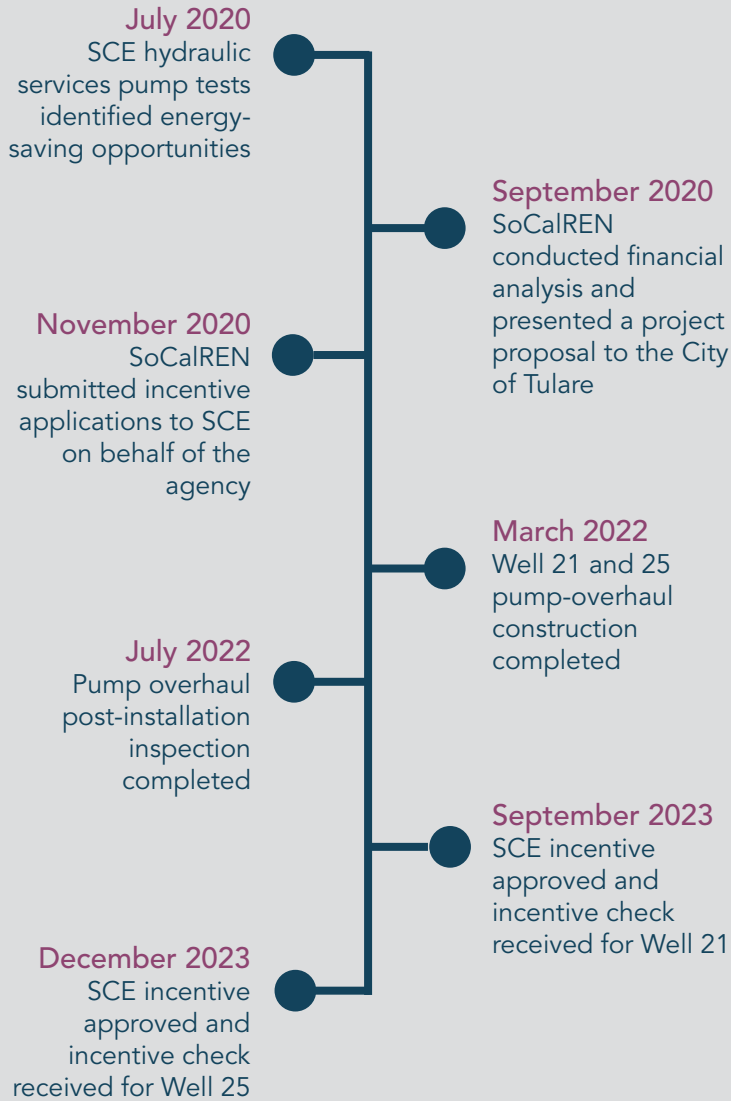 July 2020
SCE hydraulic
services pump tests
identified energy-
saving opportunities
September 2020
SoCalREN
conducted financial
analysis and
presented a project
proposal to the City
of Tulare
November 2020
SoCalREN
submitted incentive
applications to SCE
on behalf of the
agency
March 2022
Well 21 and 25
pump-overhaul
construction
completed
July 2022
Pump overhaul
post-installation
inspection
completed
September 2023
SCE incentive
approved and
incentive check
received for Well 21
December 2023
SCE incentive
approved and
incentive check
received for Well 25